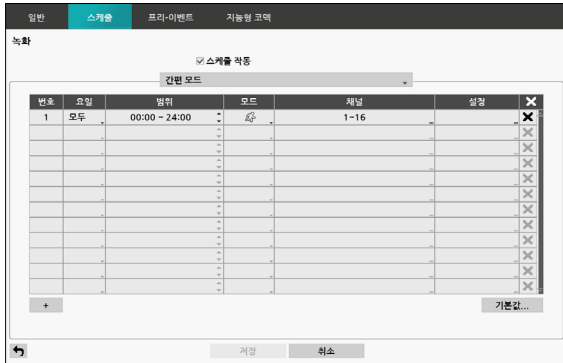 일반 스케줄 프리-이벤트 지능형 코덱
녹화
스케줄 작동
간편 모드
번호 요일 범위 모드 채널 설정
1 모두 00:00 - 24:00 1~16
+ 기본값...
저장 취소